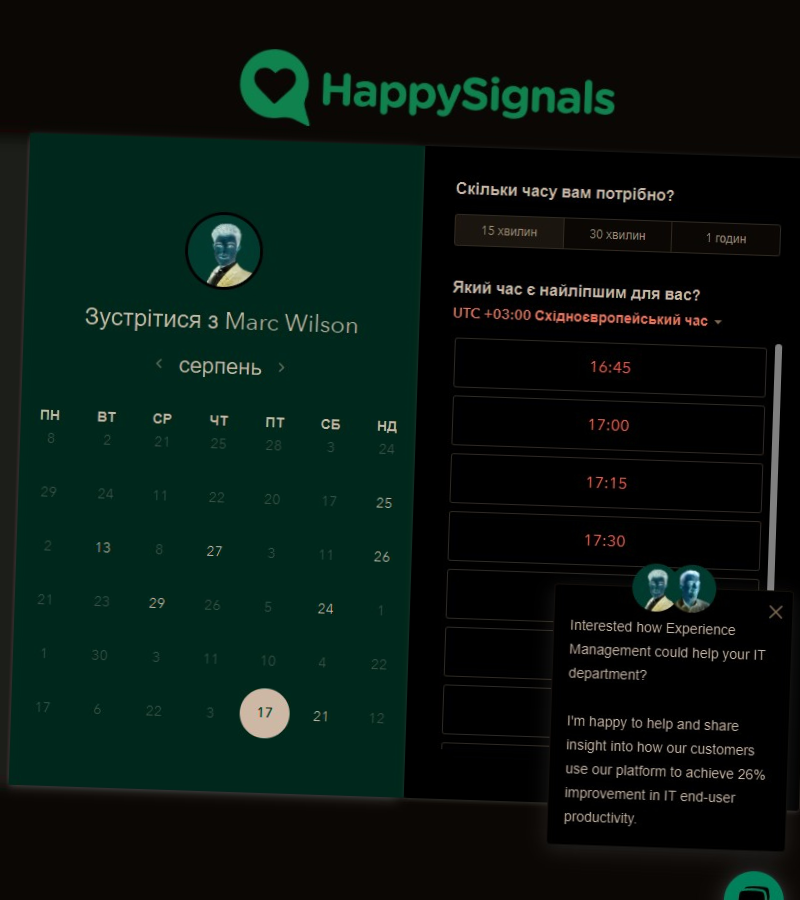 HappySignals
Зустрітися з Marc Wilson
серпень
ПН ВТ СР ЧТ ПТ СБ НД
8 2 21 25 28 3 24
29 24 11 22 20 17 25
2 13 8 27 3 11 26
21 23 29 26 5 24 1
1 30 3 11 10 4 22
17 6 22 3 17 21 12
Скільки часу вам потрібно?
15 хвилин 30 хвилин 1 годин
Який час є найліпшим для вас?
UTC +03:00 Східноєвропейський час
16:45
17:00
17:15
17:30
Interested how Experience
Management could help your IT
department?
I'm happy to help and share
insight into how our customers
use our platform to achieve 26%
improvement in IT end-user
productivity.